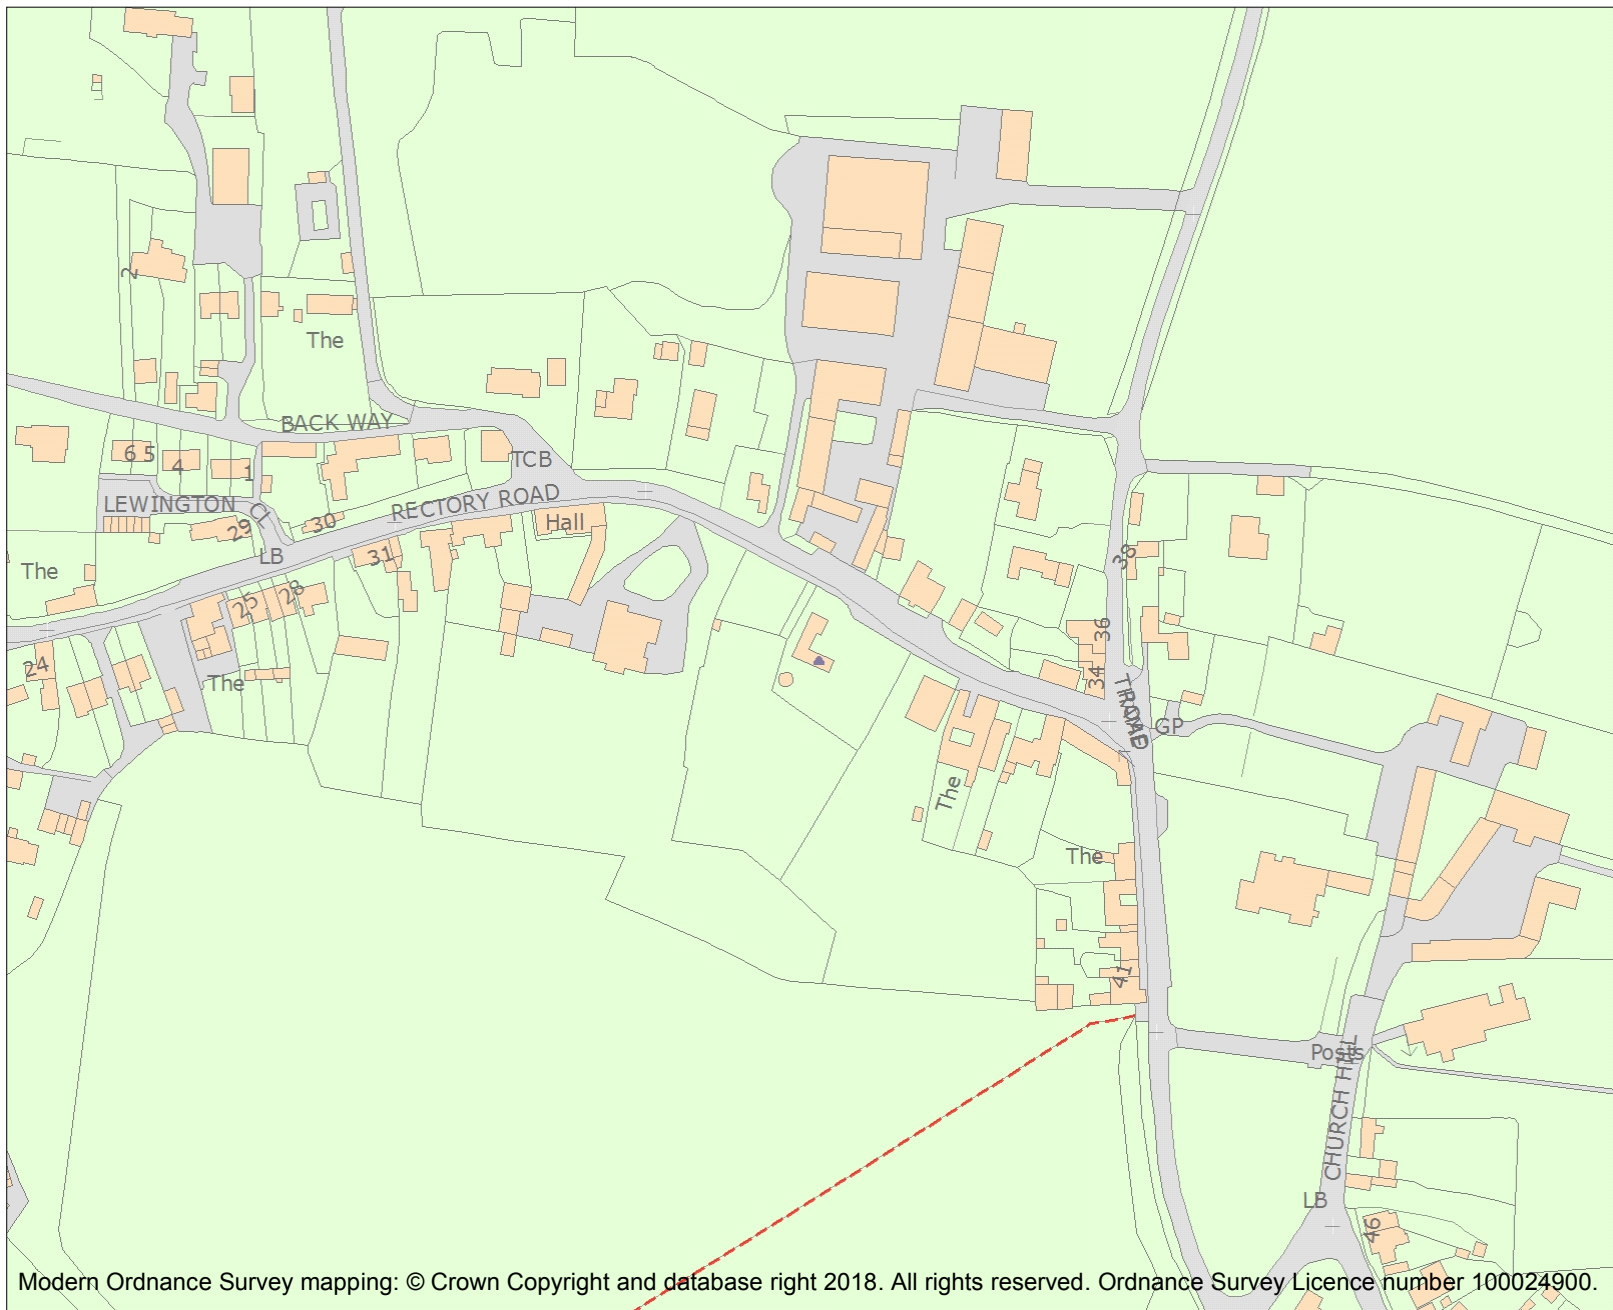 2
The
BACK WAY
6 5
4
1
TCB
LEWINGTON CL
RECTORY ROAD
29
30
Hall
LB
31
The
38
25
28
36
24
The
34
ROAD
GP
The
The
41
Posts
CHURCH HILL
LB
46
Modern Ordnance Survey mapping: © Crown Copyright and database right 2018. All rights reserved. Ordnance Survey Licence number 100024900.